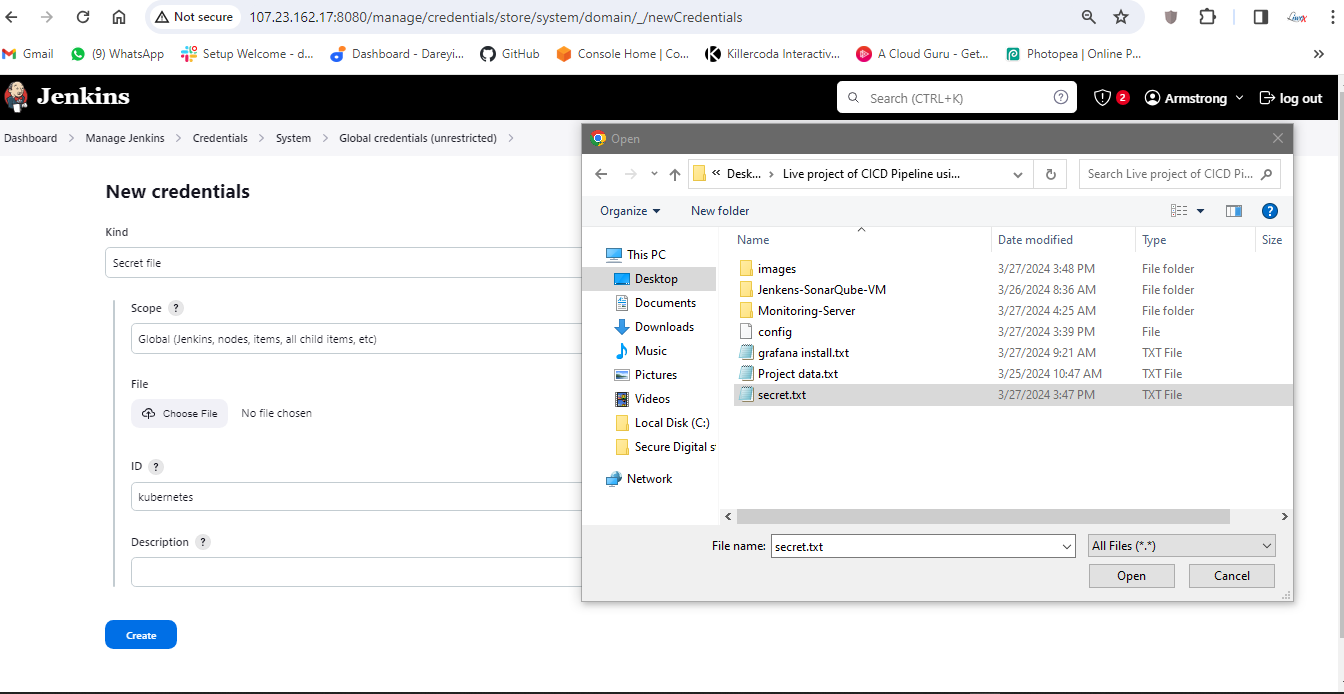 Not secure
107.23.162.17:8080/manage/credentials/store/system/domain/_/newCredentials
Gmail
(9) WhatsApp
Setup Welcome - d...
Dashboard - Dareyi...
GitHub
Console Home | Co...
Killercoda Interactiv...
A Cloud Guru - Get...
Photopea | Online P...
Jenkins
Search (CTRL+K)
2
Armstrong
log out
Dashboard
Manage Jenkins
Credentials
System
Global credentials (unrestricted)
New credentials
Kind
Secret file
Scope ?
Global (Jenkins, nodes, items, all child items, etc)
File
Choose File
No file chosen
ID ?
kubernetes
Description ?
Create
Open
« Desk... › Live project of CICD Pipeline usi...
Search Live project of CICD Pi...
Organize
New folder
This PC
Desktop
Documents
Downloads
Music
Pictures
Videos
Local Disk (C:)
Secure Digital s
Network
Name Date modified Type Size
images 3/27/2024 3:48 PM File folder
Jenkens-SonarQube-VM 3/26/2024 8:36 AM File folder
Monitoring-Server 3/27/2024 4:25 AM File folder
config 3/27/2024 3:39 PM File
grafana install.txt 3/27/2024 9:21 AM TXT File
Project data.txt 3/25/2024 10:47 AM TXT File
secret.txt 3/27/2024 3:47 PM TXT File
File name: secret.txt
All Files (*.*)
Open
Cancel